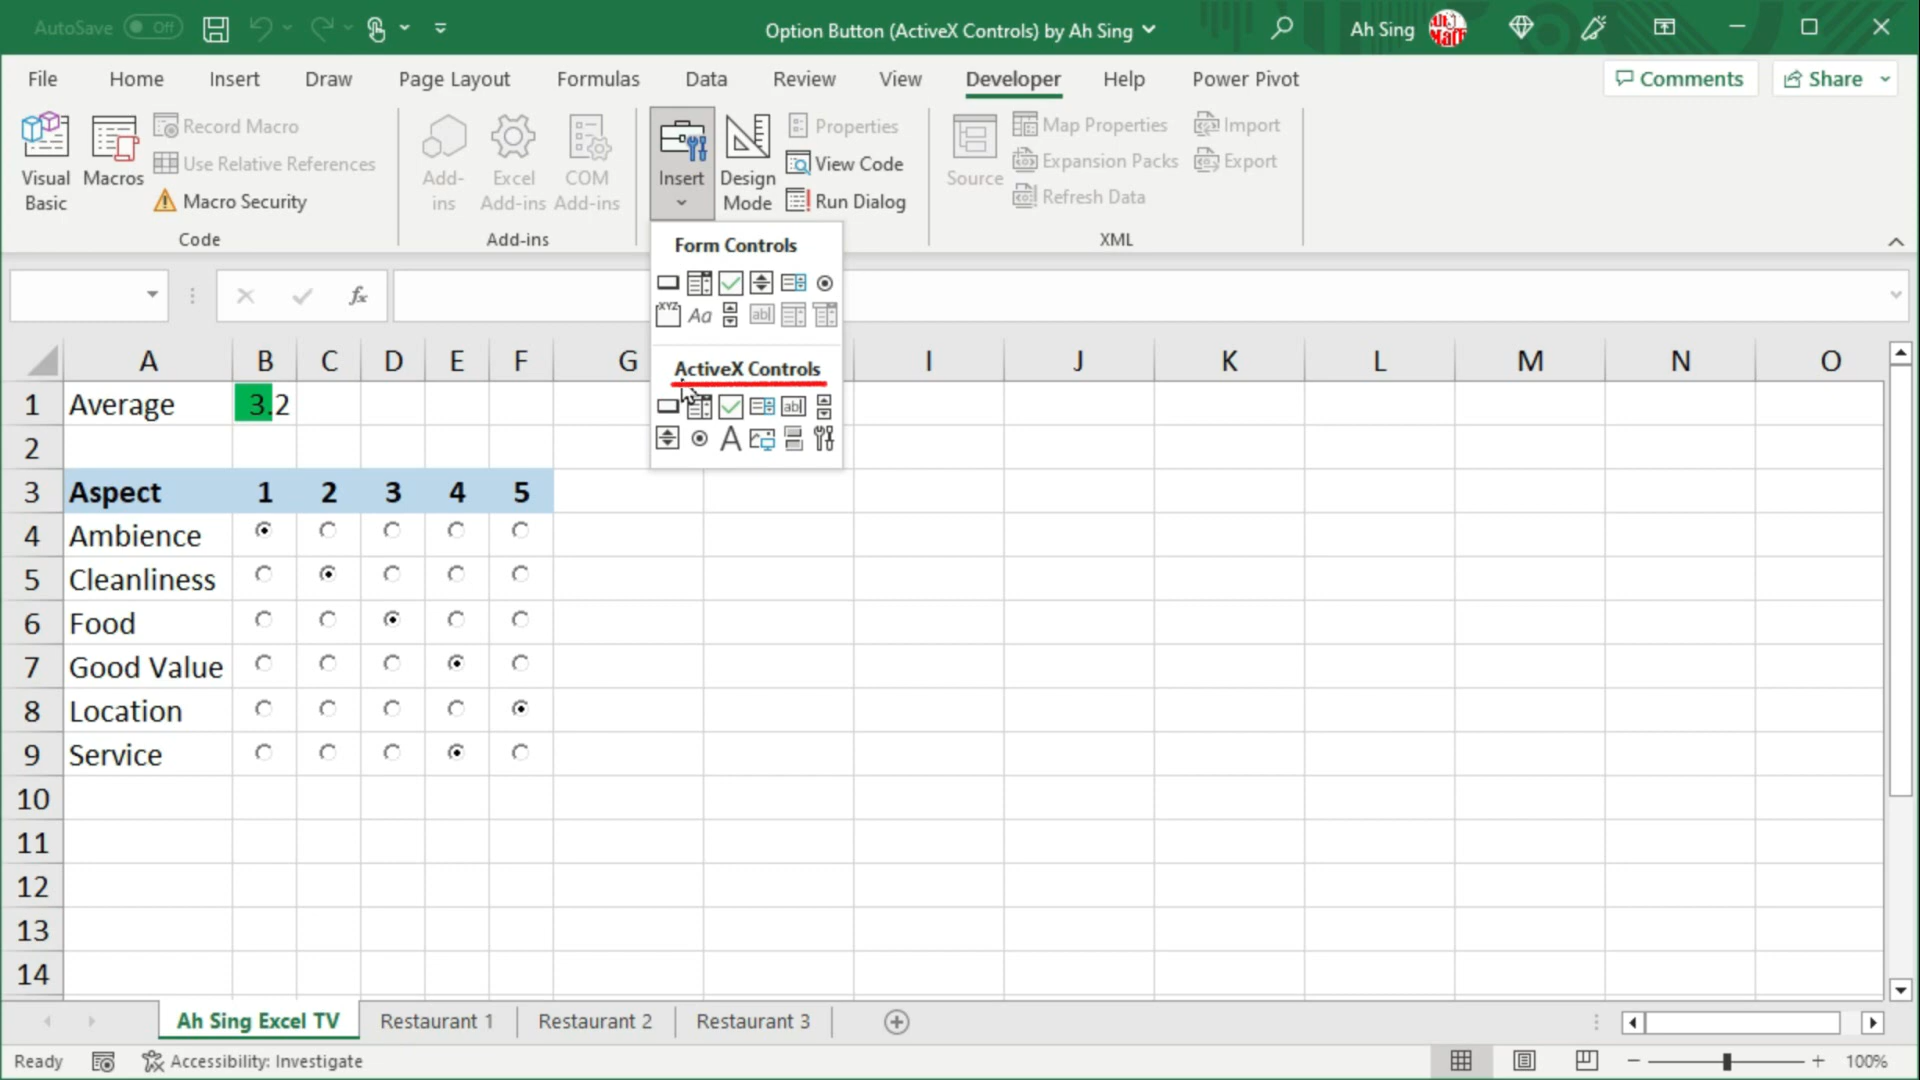 AutoSave Off
Option Button (ActiveX Controls) by Ah Sing
Ah Sing
File Home Insert Draw Page Layout Formulas Data Review View Developer Help Power Pivot Comments Share
Visual Basic
Macros
Record Macro
Use Relative References
Macro Security
Code
Add-ins
Excel Add-ins
COM Add-ins
Add-ins
Insert
Design Mode
Properties
View Code
Run Dialog
Source
Map Properties
Expansion Packs
Refresh Data
Import
Export
XML
Form Controls
XYZ
Aa
ab
ActiveX Controls
ab
A
fx
A B C D E F G I J K L M N O
1 Average 3.2
2
3 Aspect 1 2 3 4 5
4 Ambience
5 Cleanliness
6 Food
7 Good Value
8 Location
9 Service
10
11
12
13
14
Ah Sing Excel TV Restaurant 1 Restaurant 2 Restaurant 3
Ready Accessibility: Investigate 100%